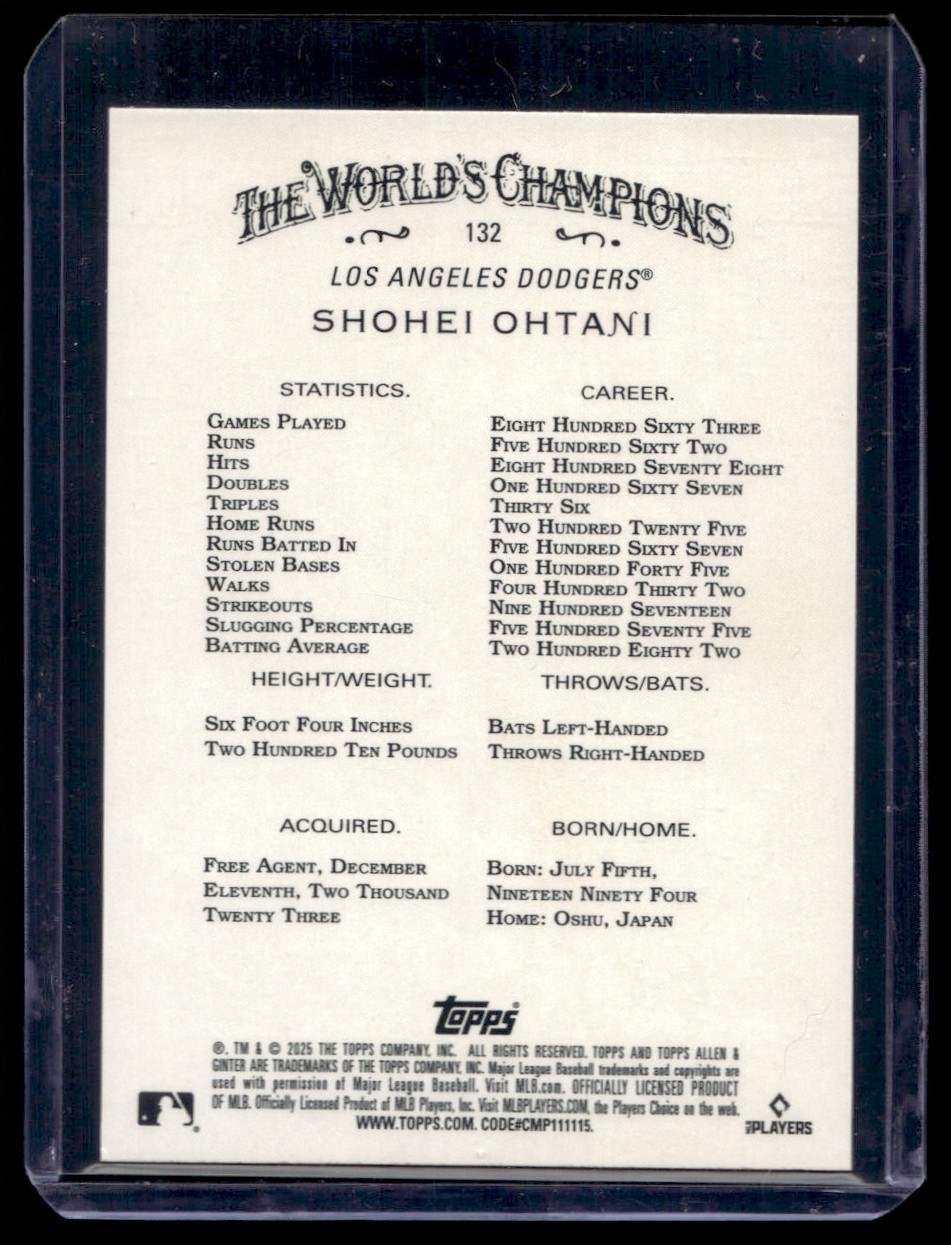 THE WORLD'S CHAMPIONS
132
LOS ANGELES DODGERS®
SHOHEI OHTANI
STATISTICS. CAREER.
GAMES PLAYED EIGHT HUNDRED SIXTY THREE
RUNS FIVE HUNDRED SIXTY TWO
HITS EIGHT HUNDRED SEVENTY EIGHT
DOUBLES ONE HUNDRED SIXTY SEVEN
TRIPLES THIRTY SIX
HOME RUNS TWO HUNDRED TWENTY FIVE
RUNS BATTED IN FIVE HUNDRED SIXTY SEVEN
STOLEN BASES ONE HUNDRED FORTY FIVE
WALKS FOUR HUNDRED THIRTY TWO
STRIKEOUTS NINE HUNDRED SEVENTEEN
SLUGGING PERCENTAGE FIVE HUNDRED SEVENTY FIVE
BATTING AVERAGE TWO HUNDRED EIGHTY TWO
HEIGHT/WEIGHT. THROWS/BATS.
SIX FOOT FOUR INCHES BATS LEFT-HANDED
TWO HUNDRED TEN POUNDS THROWS RIGHT-HANDED
ACQUIRED. BORN/HOME.
FREE AGENT, DECEMBER BORN: JULY FIFTH,
ELEVENTH, TWO THOUSAND NINETEEN NINETY FOUR
TWENTY THREE HOME: OSHU, JAPAN
topps®
®, TM & © 2025 THE TOPPS COMPANY, INC. ALL RIGHTS RESERVED. TOPPS AND TOPPS ALLEN &
GINTER ARE TRADEMARKS OF THE TOPPS COMPANY, INC. Major League Baseball trademarks and copyrights are
used with permission of Major League Baseball. Visit MLB.com. OFFICIALLY LICENSED PRODUCT
OF MLB. Officially Licensed Product of MLB Players, Inc. Visit MLBPLAYERS.COM, the Players Choice on the web.
WWW.TOPPS.COM. CODE#CMP111115.
MLB PLAYERS